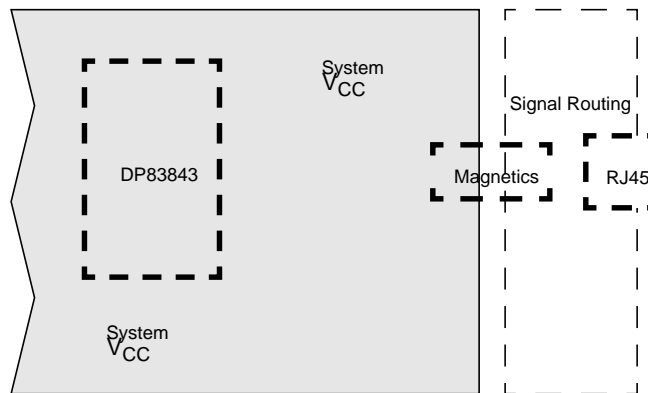 System
VCC
Signal Routing
DP83843
Magnetics
RJ45
System
VCC